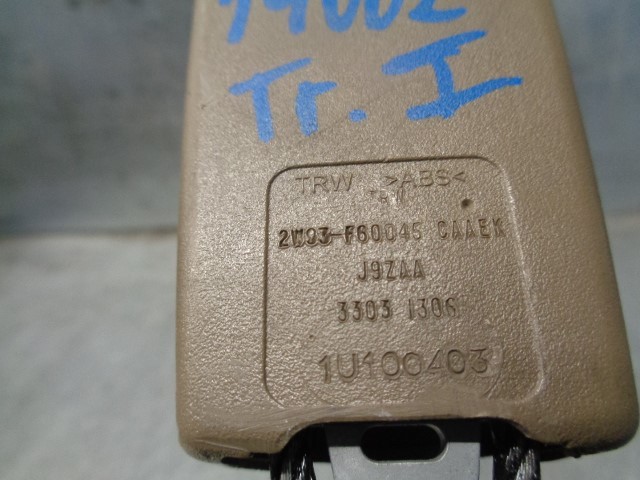 Tr. I
TRW >ABS<
2W93-F60045 CAAEK
J9ZAA
3303 1306
1U100403